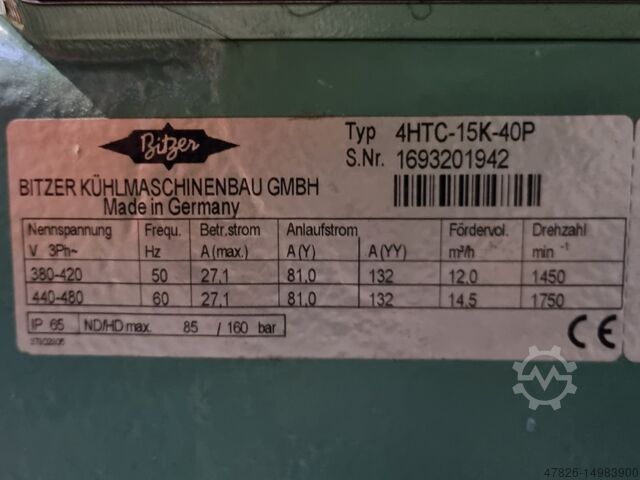 Bitzer
Typ 4HTC-15K-40P
S.Nr. 1693201942
BITZER KÜHLMASCHINENBAU GMBH
Made in Germany
Nennspannung Frequ. Betr.strom Anlaufstrom Fördervol. Drehzahl
V 3Ph~ Hz A (max.) A (Y) A (YY) m³/h min -1
380-420 50 27,1 81,0 132 12,0 1450
440-480 60 27,1 81,0 132 14,5 1750
IP 65 ND/HD max. 85 / 160 bar
CE
47826-14983900